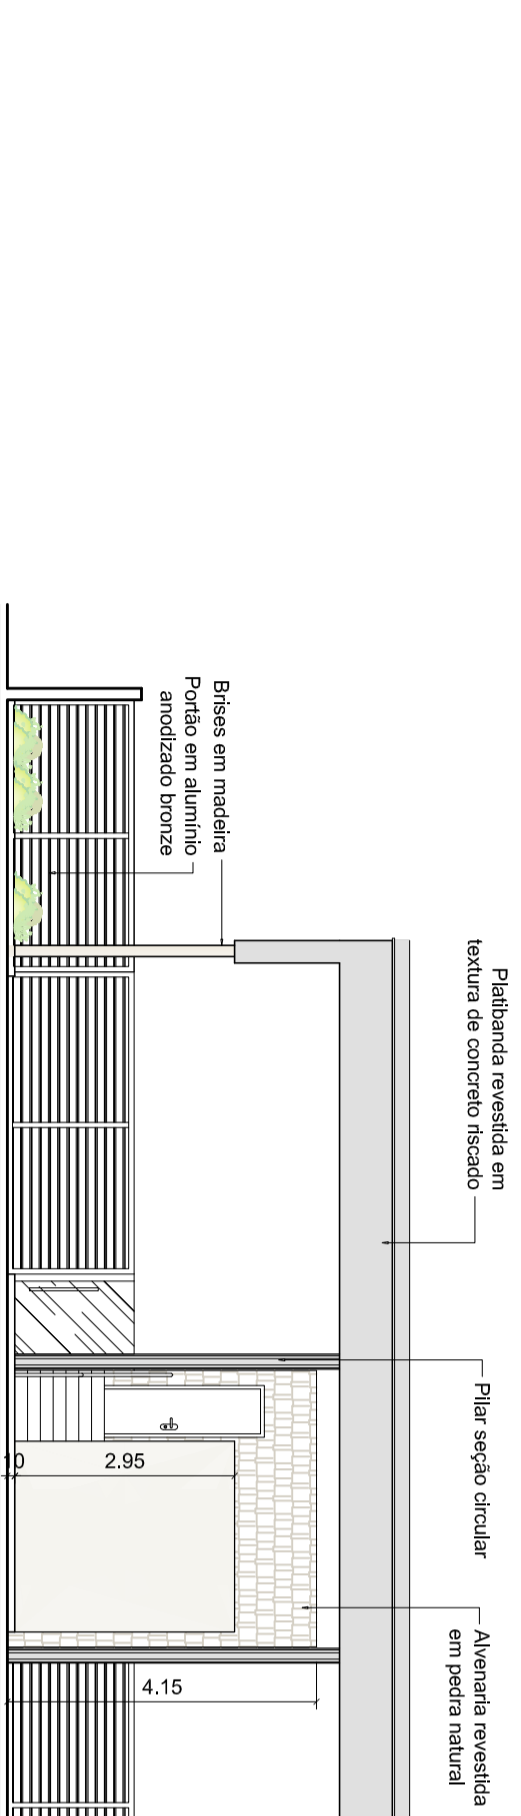 Brises em madeira
Portão em alumínio
anodizado bronze
Platibanda revestida em
textura de concreto riscado
Pilar seção circular
Alvenaria revestida
em pedra natural
10
2.95
4.15